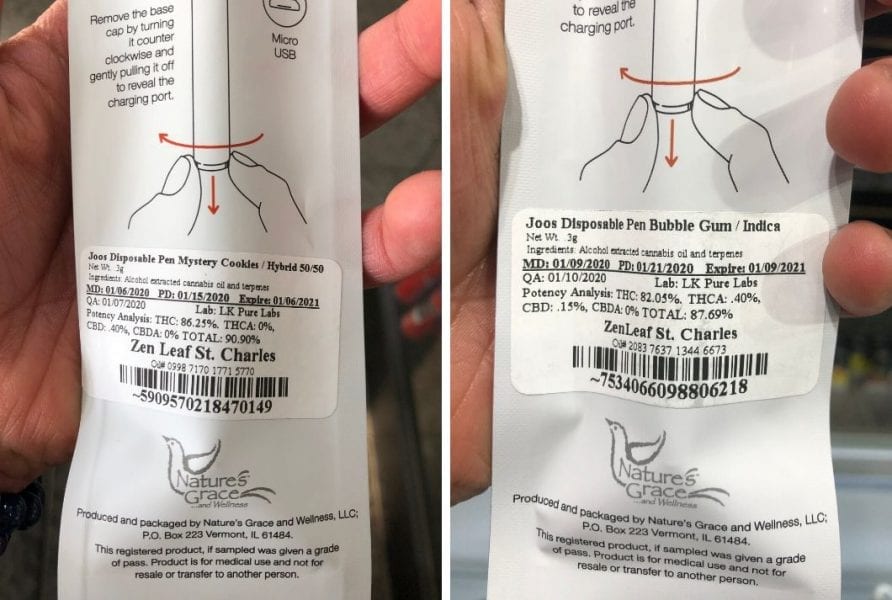 Remove the base
cap by turning
it counter
clockwise and
gently pulling it off
to reveal the
charging port.
Micro
USB
Joos Disposable Pen Mystery Cookies / Hybrid 50/50
Net Wt. .3g
Ingredients: Alcohol extracted cannabis oil and terpenes
MD: 01/06/2020 PD: 01/15/2020 Expire: 01/06/2021
QA: 01/07/2020 Lab: LK Pure Labs
Potency Analysis: THC: 86.25%. THCA: 0%,
CBD: .40%, CBDA: 0% TOTAL: 90.90%
Zen Leaf St. Charles
Od# 0998 7170 1771 5770
~5909570218470149
Nature's
Grace
...and Wellness
Produced and packaged by Nature's Grace and Wellness, LLC;
P.O. Box 223 Vermont, IL 61484.
This registered product, if sampled was given a grade
of pass. Product is for medical use and not for
resale or transfer to another person.
to reveal the
charging port.
Joos Disposable Pen Bubble Gum / Indica
Net Wt. .3g
Ingredients: Alcohol extracted cannabis oil and terpenes
MD: 01/09/2020 PD: 01/21/2020 Expire: 01/09/2021
QA: 01/10/2020 Lab: LK Pure Labs
Potency Analysis: THC: 82.05%. THCA: .40%,
CBD: .15%, CBDA: 0% TOTAL: 87.69%
ZenLeaf St. Charles
Od# 2083 7637 1344 6673
~7534066098806218
Nature's
Grace
...and Wellness
Produced and packaged by Nature's Grace and Wellness, LLC;
P.O. Box 223 Vermont, IL 61484.
This registered product, if sampled was given a grade
of pass. Product is for medical use and not for
resale or transfer to another person.